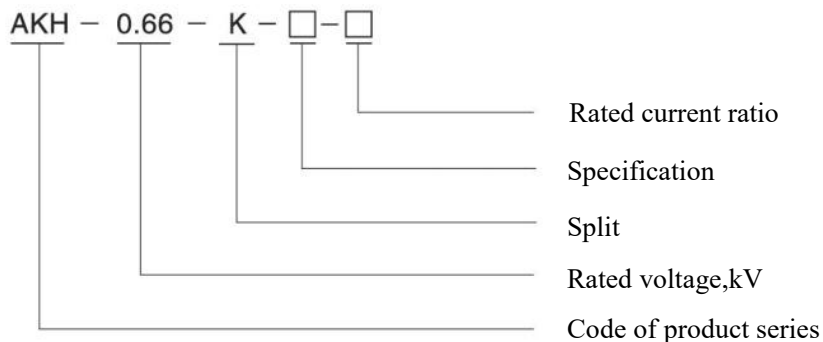 AKH – 0.66 – K – □ – □
Rated current ratio
Specification
Split
Rated voltage,kV
Code of product series